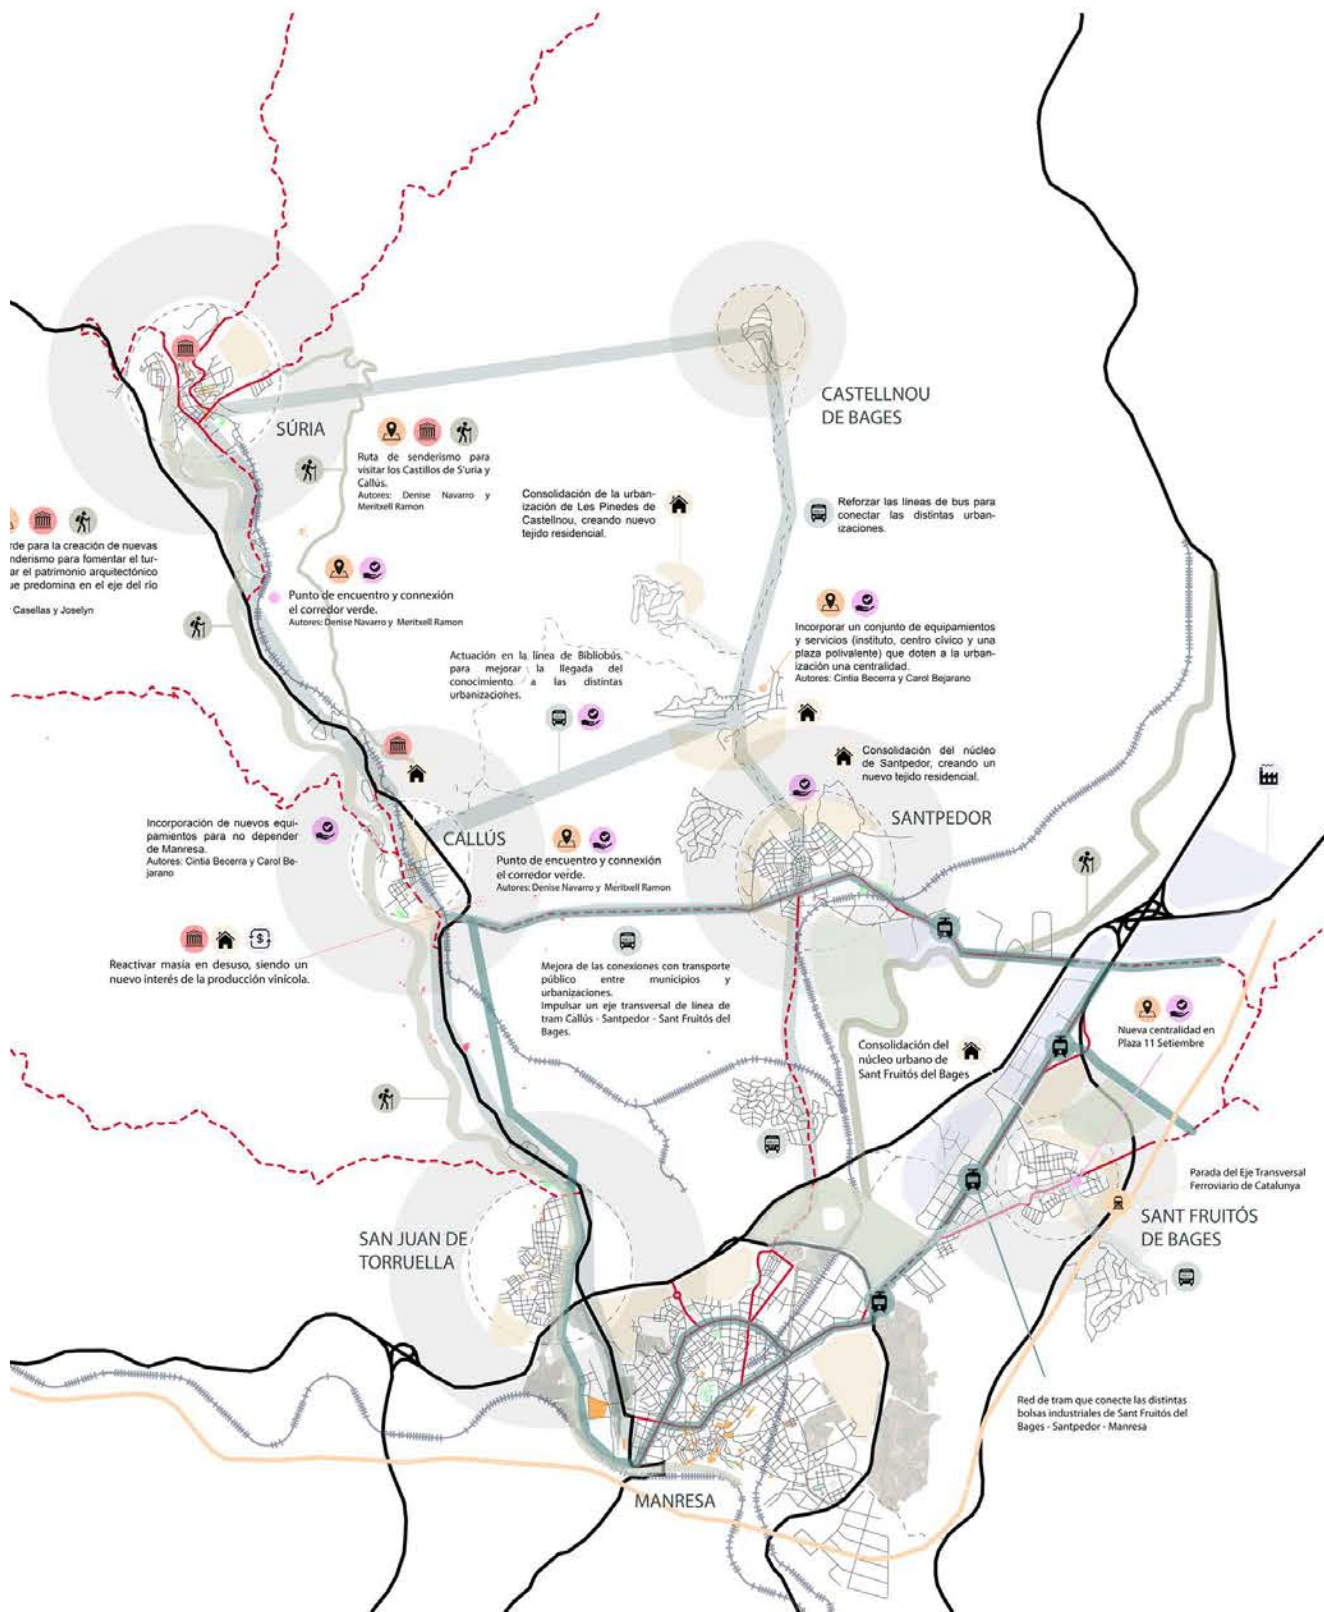 CASTELLNOU
DE BAGES
SÚRIA
Ruta de senderismo para
visitar los Castillos de S'uria y
Callús.
Autores: Denise Navarro y
Meritxell Ramon
Consolidación de la urban-
ización de Les Pinedes de
Castellnou, creando nuevo
tejido residencial.
Reforzar las líneas de bus para
conectar las distintas urban-
izaciones.
rde para la creación de nuevas
nderismo para fomentar el tur-
ar el patrimonio arquitectónico
ue predomina en el eje del río
Casellas y Joselyn
Punto de encuentro y connexión
el corredor verde.
Autores: Denise Navarro y Meritxell Ramon
Incorporar un conjunto de equipamientos
y servicios (instituto, centro cívico y una
plaza polivalente) que doten a la urban-
ización una centralidad.
Autores: Cintia Becerra y Carol Bejarano
Actuación en la línea de Bibliobús,
para mejorar la llegada del
conocimiento a las distintas
urbanizaciones.
Consolidación del núcleo
de Santpedor, creando un
nuevo tejido residencial.
SANTPEDOR
Incorporación de nuevos equi-
pamientos para no depender
de Manresa.
Autores: Cintia Becerra y Carol Be-
jarano
CALLÚS
Punto de encuentro y connexión
el corredor verde.
Autores: Denise Navarro y Meritxell Ramon
Reactivar masía en desuso, siendo un
nuevo interés de la producción vinícola.
Mejora de las conexiones con transporte
público entre municipios y
urbanizaciones.
Impulsar un eje transversal de línea de
tram Callús - Santpedor - Sant Fruitós del
Bages.
Nueva centralidad en
Plaza 11 Setiembre
Consolidación del
núcleo urbano de
Sant Fruitós del Bages
Parada del Eje Transversal
Ferroviario de Catalunya
SANT FRUITÓS
DE BAGES
SAN JUAN DE
TORRUELLA
Red de tram que conecte las distintas
bolsas industriales de Sant Fruitós del
Bages - Santpedor - Manresa
MANRESA